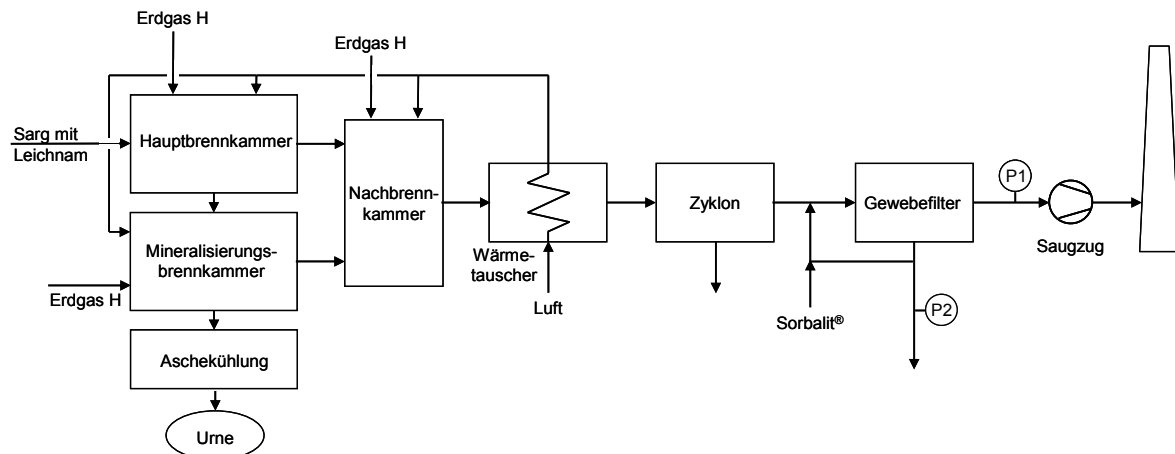 Erdgas H
Erdgas H
Sarg mit
Leichnam
Hauptbrennkammer
Nachbrenn-
kammer
Mineralisierungs-
brennkammer
Erdgas H
Wärme-
tauscher
Luft
Zyklon
Sorbalit®
Gewebefilter
P1
P2
Saugzug
Aschekühlung
Urne